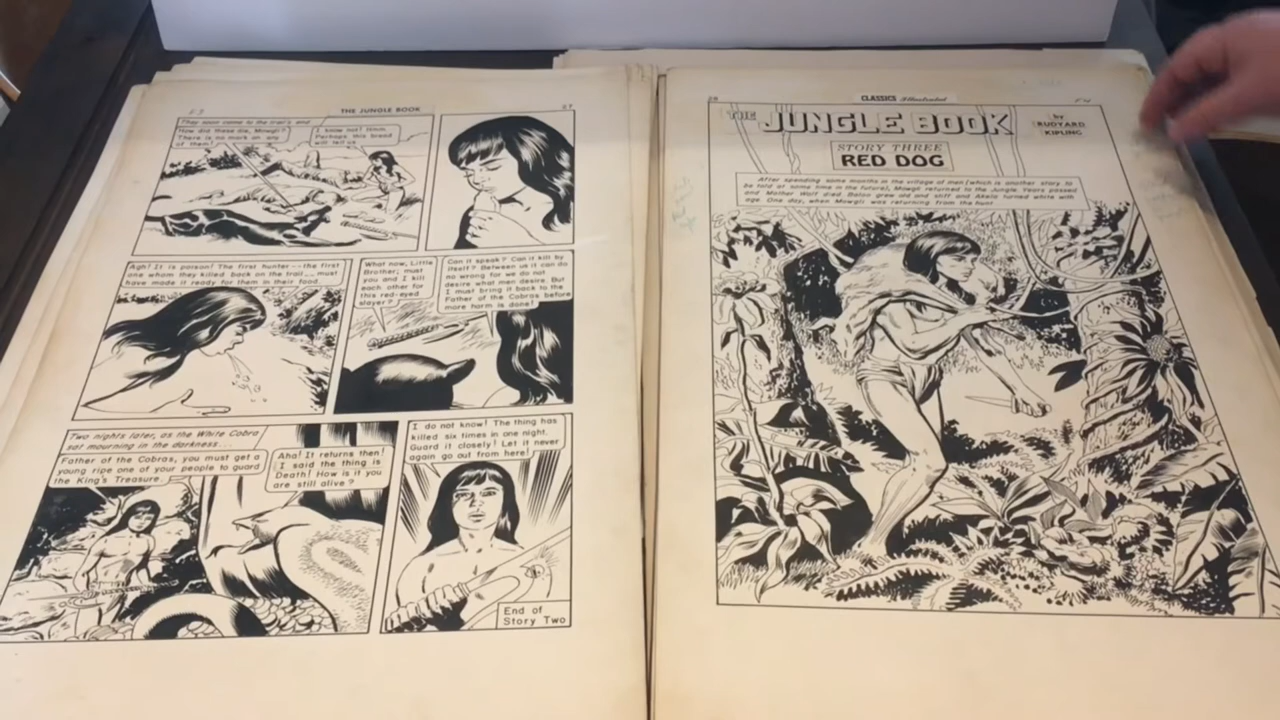 THE JUNGLE BOOK
57
They soon came to the trail's end
How did these die, Mowgli?
There is no mark on any
of them!
I know not! Hmm.
Perhaps this bread
will tell us
Agh! It is poison! The first hunter--the first
one whom they killed back on the trail... must
have made it ready for them in their food.
What now, Little
Brother; must
you and I kill
each other for
this red-eyed
slayer?
Can it speak? Can it kill by
itself? Between us it can do
no wrong for we do not
desire what men desire. But
I must bring it back to the
Father of the Cobras before
more harm is done!
Two nights later, as the White Cobra
sat mourning in the darkness...
Father of the Cobras, you must get a
young ripe one of your people to guard
the King's Treasure.
Aha! It returns then!
I said the thing is
Death! How is it you
are still alive?
I do not know! The thing has
killed six times in one night.
Guard it closely! Let it never
again go out from here!
End of
Story Two
CLASSICS Illustrated
THE JUNGLE BOOK
by
RUDYARD
KIPLING
STORY THREE
RED DOG
After spending some months in the village of men (which is another story to
be told at some time in the future), Mowgli returned to the Jungle. Years passed
and Mother Wolf died. Baloo grew old and stiff and Akela turned white with
age. One day, when Mowgli was returning from the hunt